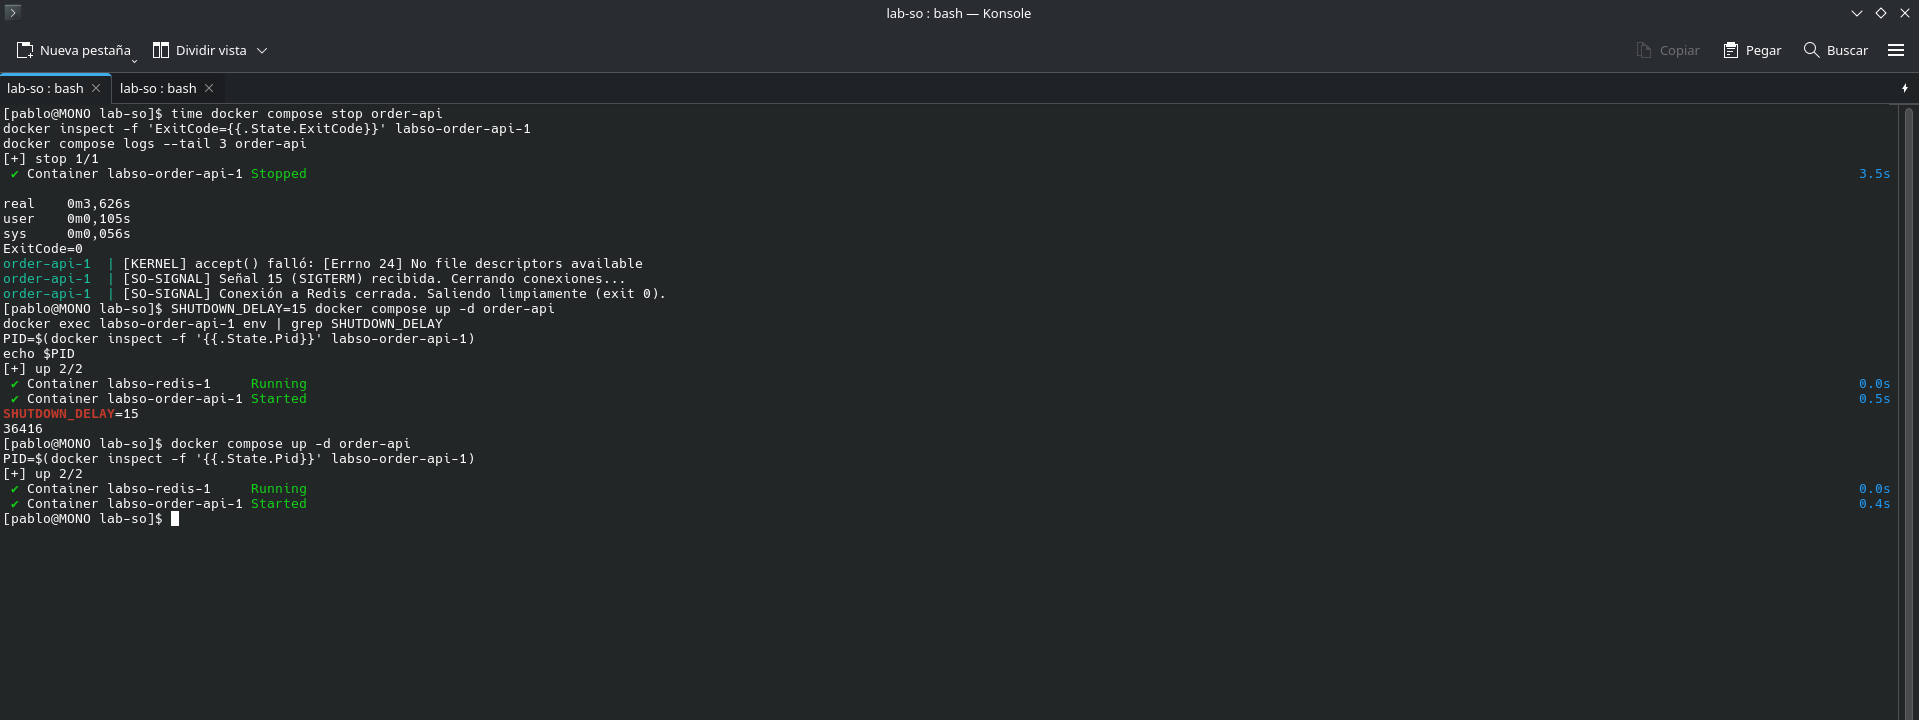 lab-so : bash — Konsole
Nueva pestaña
Dividir vista
Copiar
Pegar
Buscar
lab-so : bash
lab-so : bash
[pablo@MONO lab-so]$ time docker compose stop order-api
docker inspect -f 'ExitCode={{.State.ExitCode}}' labso-order-api-1
docker compose logs --tail 3 order-api
[+] stop 1/1
✔ Container labso-order-api-1 Stopped 3.5s
real 0m3,626s
user 0m0,105s
sys 0m0,056s
ExitCode=0
order-api-1 | [KERNEL] accept() falló: [Errno 24] No file descriptors available
order-api-1 | [SO-SIGNAL] Señal 15 (SIGTERM) recibida. Cerrando conexiones...
order-api-1 | [SO-SIGNAL] Conexión a Redis cerrada. Saliendo limpiamente (exit 0).
[pablo@MONO lab-so]$ SHUTDOWN_DELAY=15 docker compose up -d order-api
docker exec labso-order-api-1 env | grep SHUTDOWN_DELAY
PID=$(docker inspect -f '{{.State.Pid}}' labso-order-api-1)
echo $PID
[+] up 2/2
✔ Container labso-redis-1 Running 0.0s
✔ Container labso-order-api-1 Started 0.5s
SHUTDOWN_DELAY=15
36416
[pablo@MONO lab-so]$ docker compose up -d order-api
PID=$(docker inspect -f '{{.State.Pid}}' labso-order-api-1)
[+] up 2/2
✔ Container labso-redis-1 Running 0.0s
✔ Container labso-order-api-1 Started 0.4s
[pablo@MONO lab-so]$